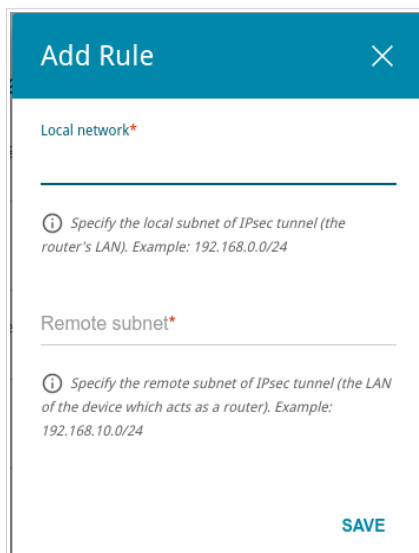 Add Rule
Local network*
Specify the local subnet of IPsec tunnel (the
router's LAN). Example: 192.168.0.0/24
Remote subnet*
Specify the remote subnet of IPsec tunnel (the LAN
of the device which acts as a router). Example:
192.168.10.0/24
SAVE